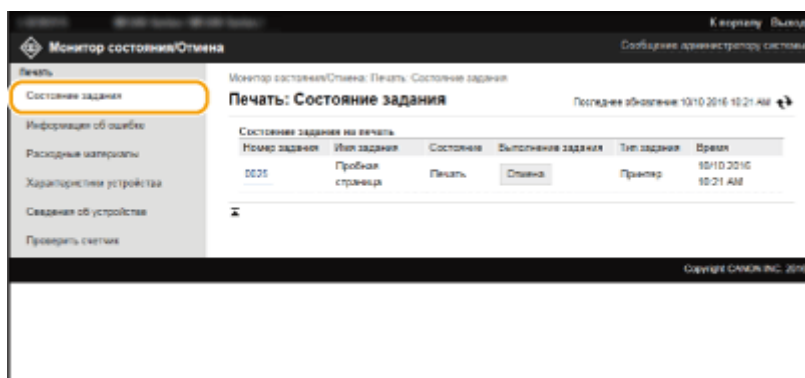 К порталу Выход
Монитор состояния/Отмена
Сообщение администратору системы
Печать
Состояние задания
Информация об ошибке
Расходные материалы
Характеристики устройства
Сведения об устройстве
Проверить счетчик
Монитор состояния/Отмена: Печать: Состояние задания
Печать: Состояние задания
Последнее обновление 10/10 2016 10:21 AM
Состояние задания на печать
Номер задания Имя задания Состояние Выполнение задания Тип задания Время
0025 Пробная страница Печать Отмена Принтер 10/10 2016 10:21 AM
Copyright CANON INC. 2016